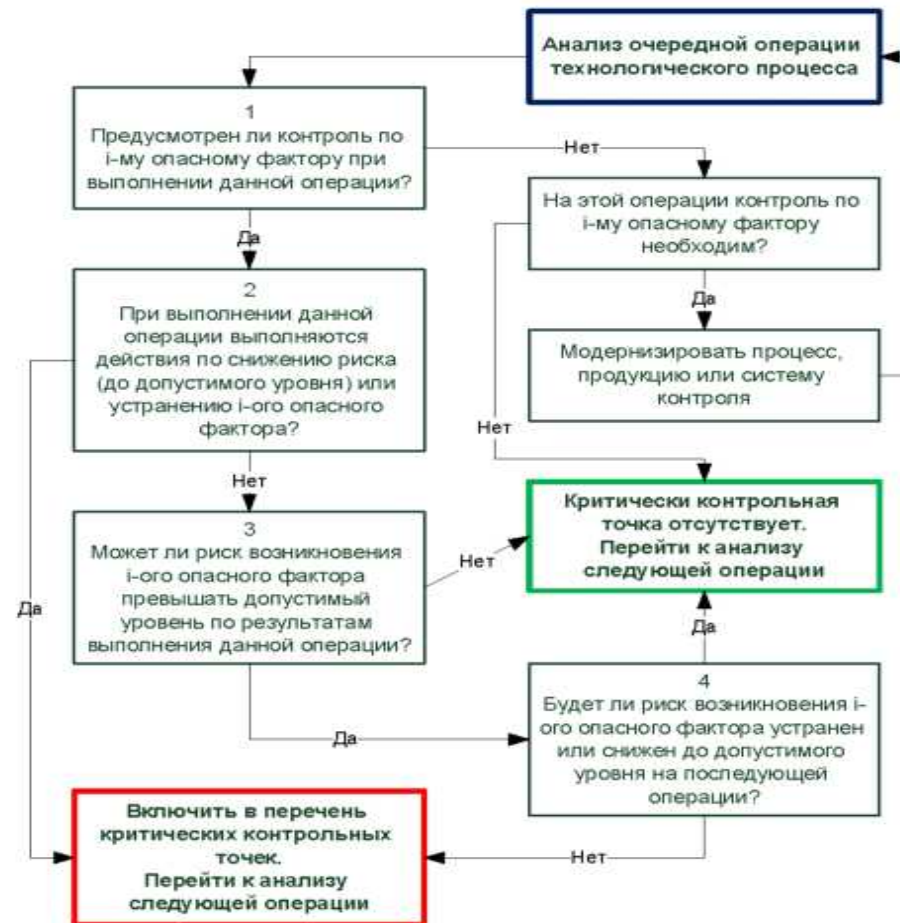 Анализ очередной операции
технологического процесса
1
Предусмотрен ли контроль по
i-му опасному фактору при
выполнении данной операции?
Нет
На этой операции контроль по
i-му опасному фактору
необходим?
Да
2
При выполнении данной
операции выполняются
действия по снижению риска
(до допустимого уровня) или
устранению i-ого опасного
фактора?
Да
Модернизировать процесс,
продукцию или систему
контроля
Нет
Нет
Критически контрольная
точка отсутствует.
Перейти к анализу
следующей операции
3
Может ли риск возникновения
i-ого опасного фактора
превышать допустимый
уровень по результатам
выполнения данной операции?
Нет
Да
Да
4
Будет ли риск возникновения i-
ого опасного фактора устранен
или снижен до допустимого
уровня на последующей
операции?
Да
Включить в перечень
критических контрольных
точек.
Перейти к анализу
следующей операции
Нет